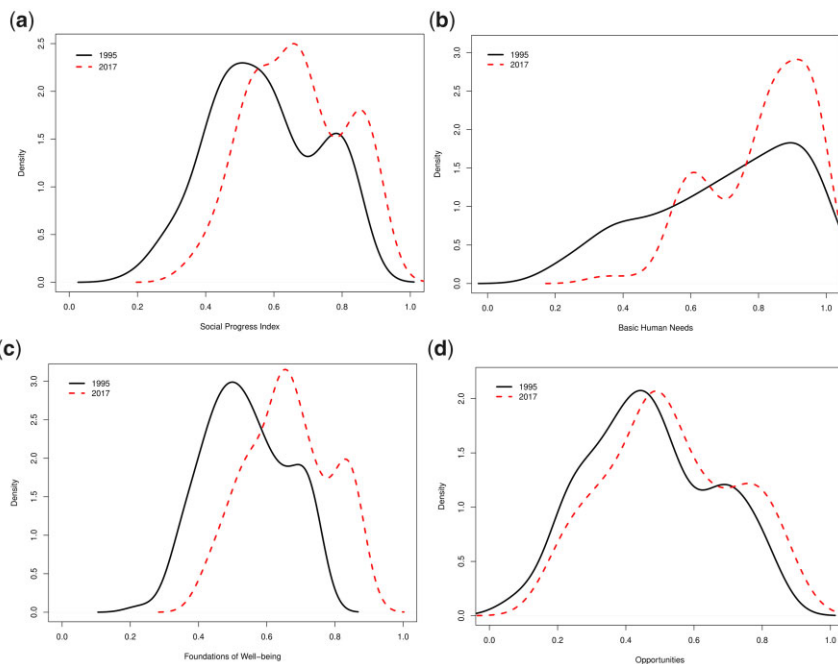 (a)
1995
2017
Density
0.0 0.5 1.0 1.5 2.0 2.5
0.0 0.2 0.4 0.6 0.8 1.0
Social Progress Index
(b)
1995
2017
Density
0.0 0.5 1.0 1.5 2.0 2.5 3.0
0.0 0.2 0.4 0.6 0.8 1.0
Basic Human Needs
(c)
1995
2017
Density
0.0 0.5 1.0 1.5 2.0 2.5 3.0
0.0 0.2 0.4 0.6 0.8 1.0
Foundations of Well-being
(d)
1995
2017
Density
0.0 0.5 1.0 1.5 2.0
0.0 0.2 0.4 0.6 0.8 1.0
Opportunities